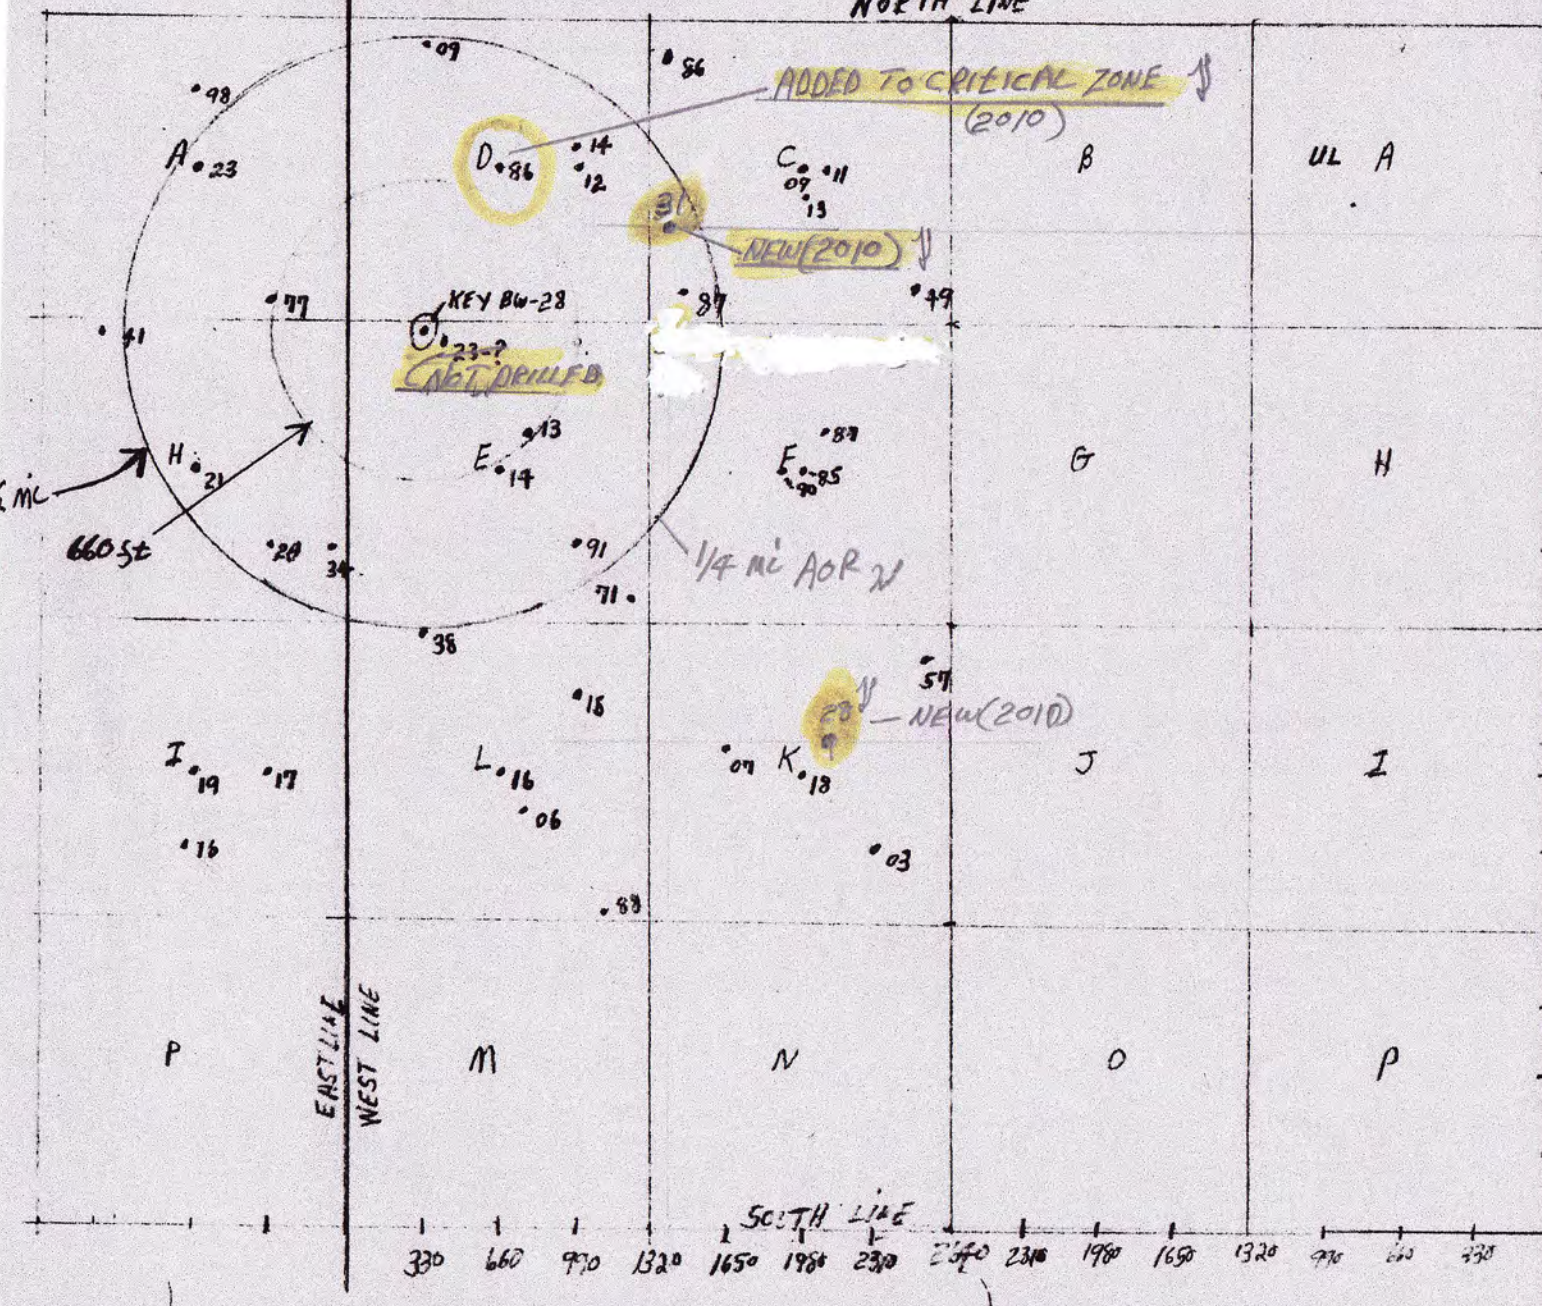 NORTH LINE
09
86
98
ADDED TO CRITICAL ZONE
(2010)
A 23
D 86
14
12
C
09 11
13
B
UL A
31
NEW (2010)
77
KEY BW-28
87
49
41
23-?
(NOT DRILLED
13
87
H
21
E
14
F
85
90
G
H
mi
660 ft
28
34
91
1/4 mi AOR
71
38
57
18
28 — NEW (2010)
I
19
17
L
16
07
K
18
J
I
06
16
03
88
EAST LINE
WEST LINE
P
M
N
O
P
SOUTH LINE
330 660 990 1320 1650 1980 2310 2640 2310 1980 1650 1320 990 660 330